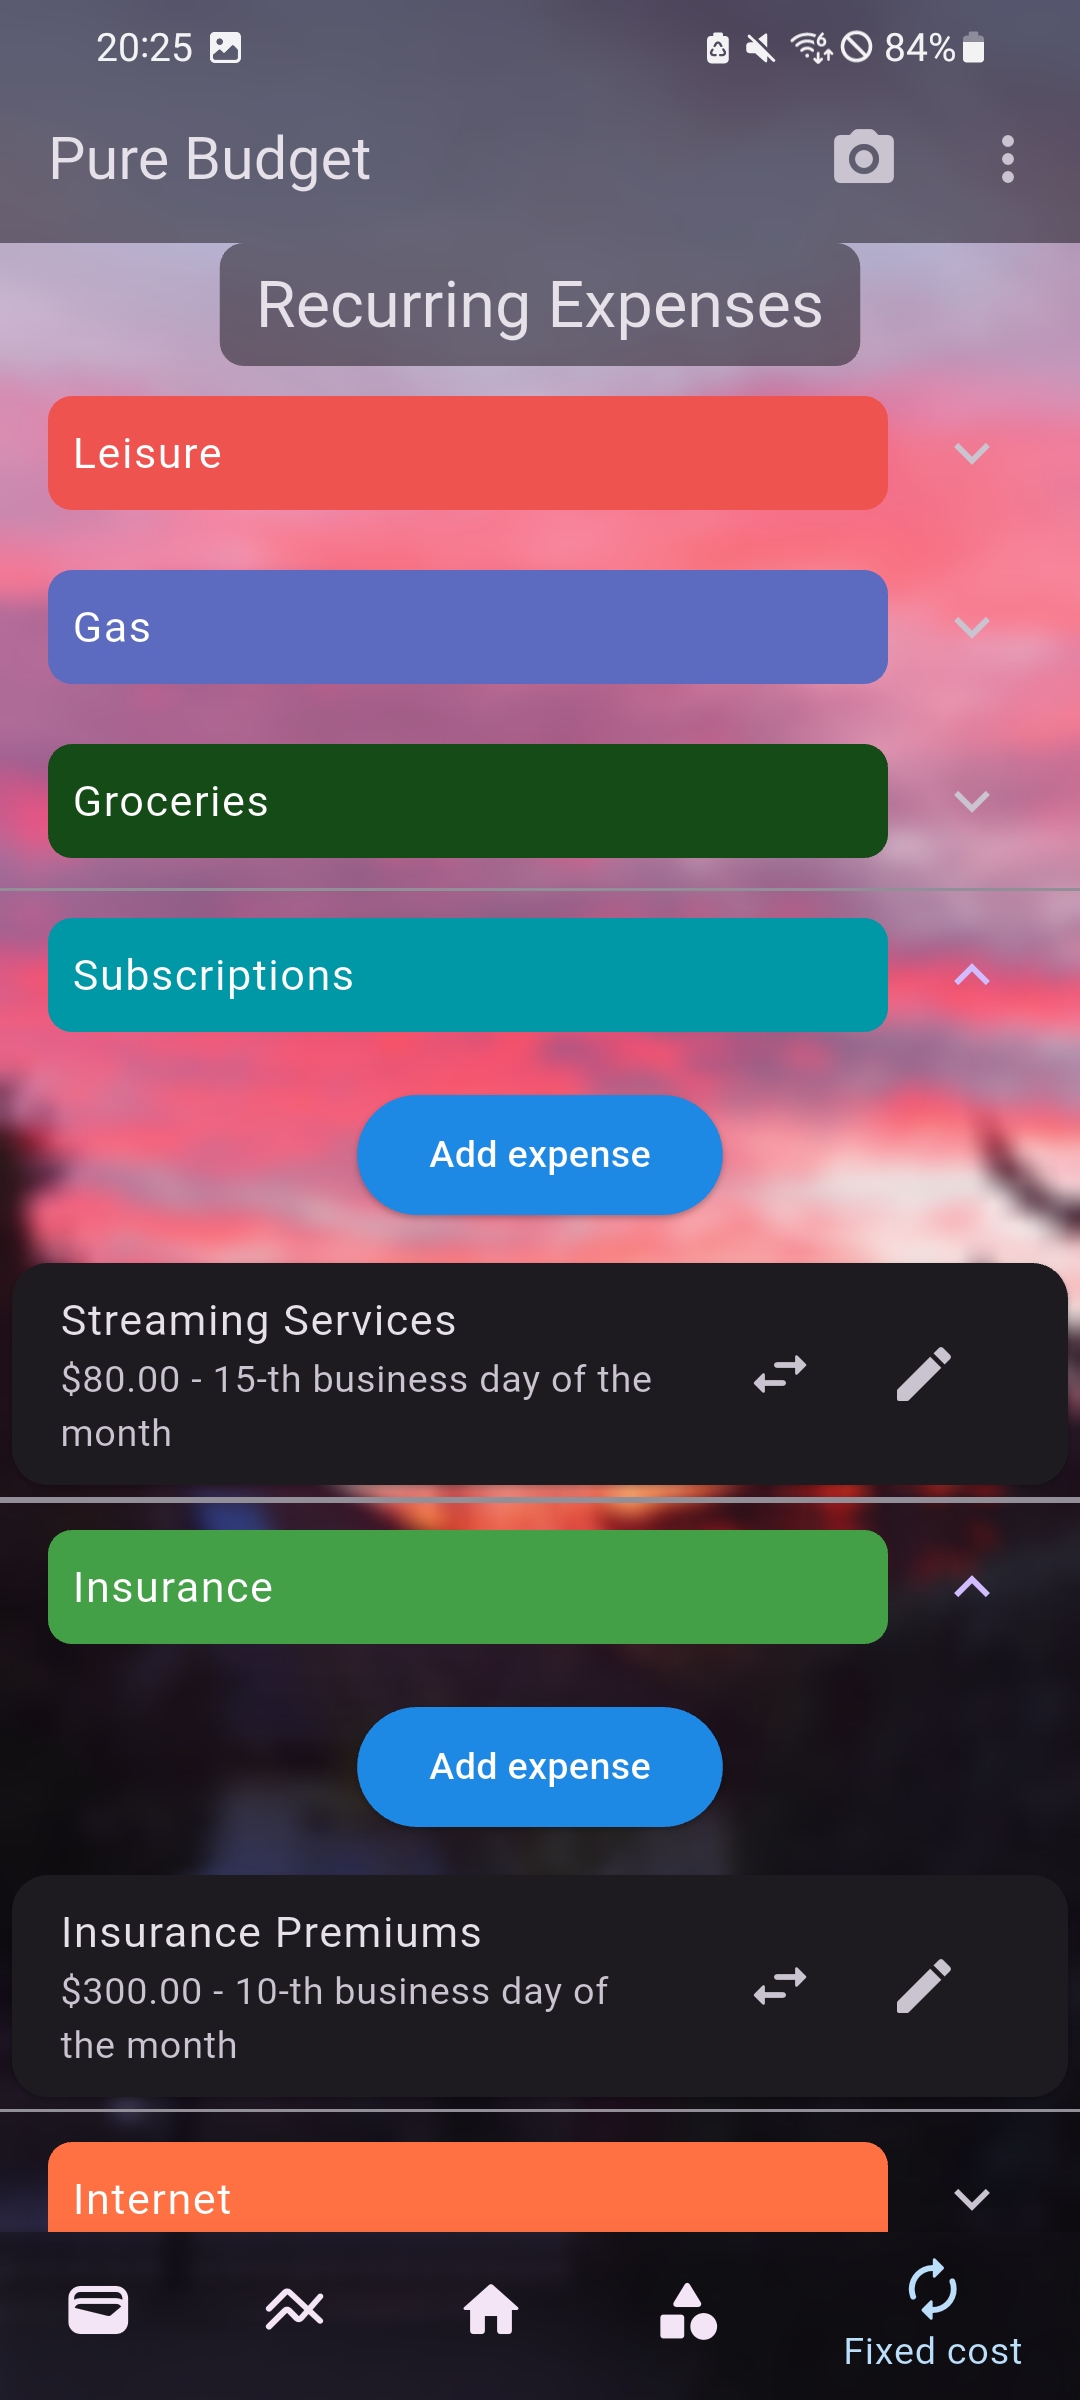 20:25
84%
Pure Budget
Recurring Expenses
Leisure
Gas
Groceries
Subscriptions
Add expense
Streaming Services
$80.00 - 15-th business day of the
month
Insurance
Add expense
Insurance Premiums
$300.00 - 10-th business day of
the month
Internet
Fixed cost